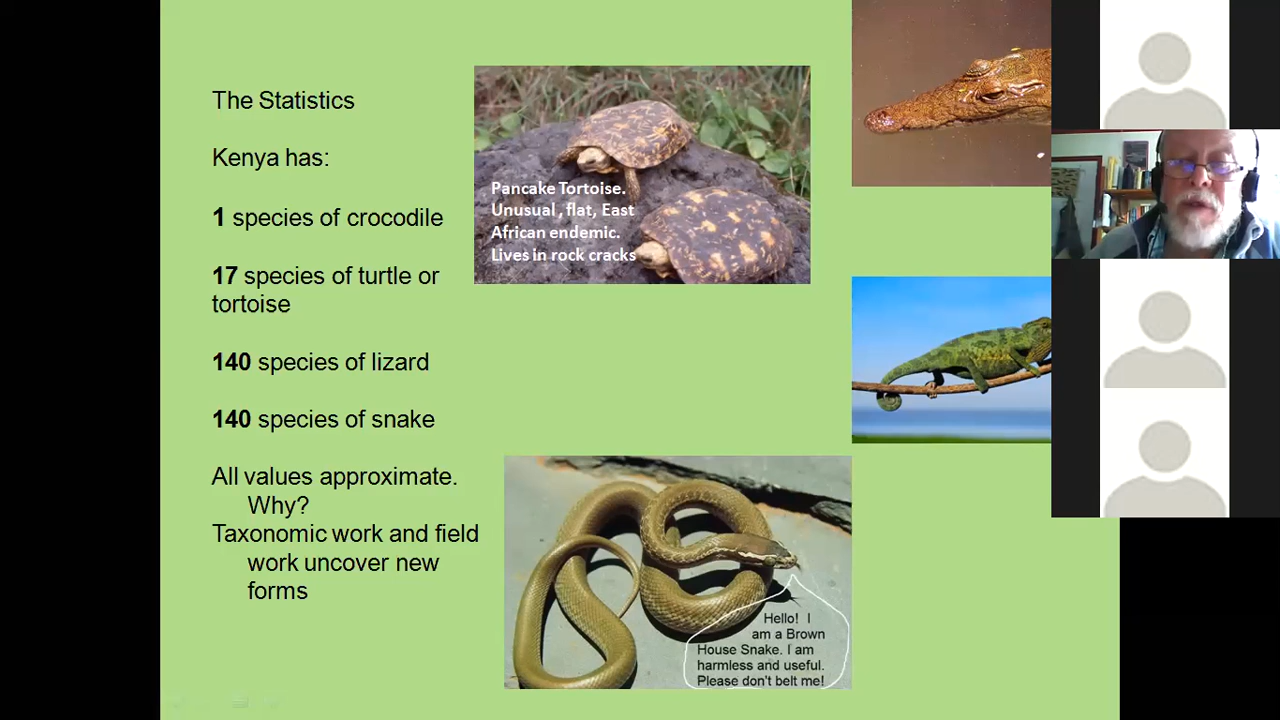 The Statistics
Kenya has:
1 species of crocodile
17 species of turtle or
tortoise
140 species of lizard
140 species of snake
All values approximate.
Why?
Taxonomic work and field
work uncover new
forms
Pancake Tortoise.
Unusual , flat, East
African endemic.
Lives in rock cracks
Hello! I
am a Brown
House Snake. I am
harmless and useful.
Please don't belt me!